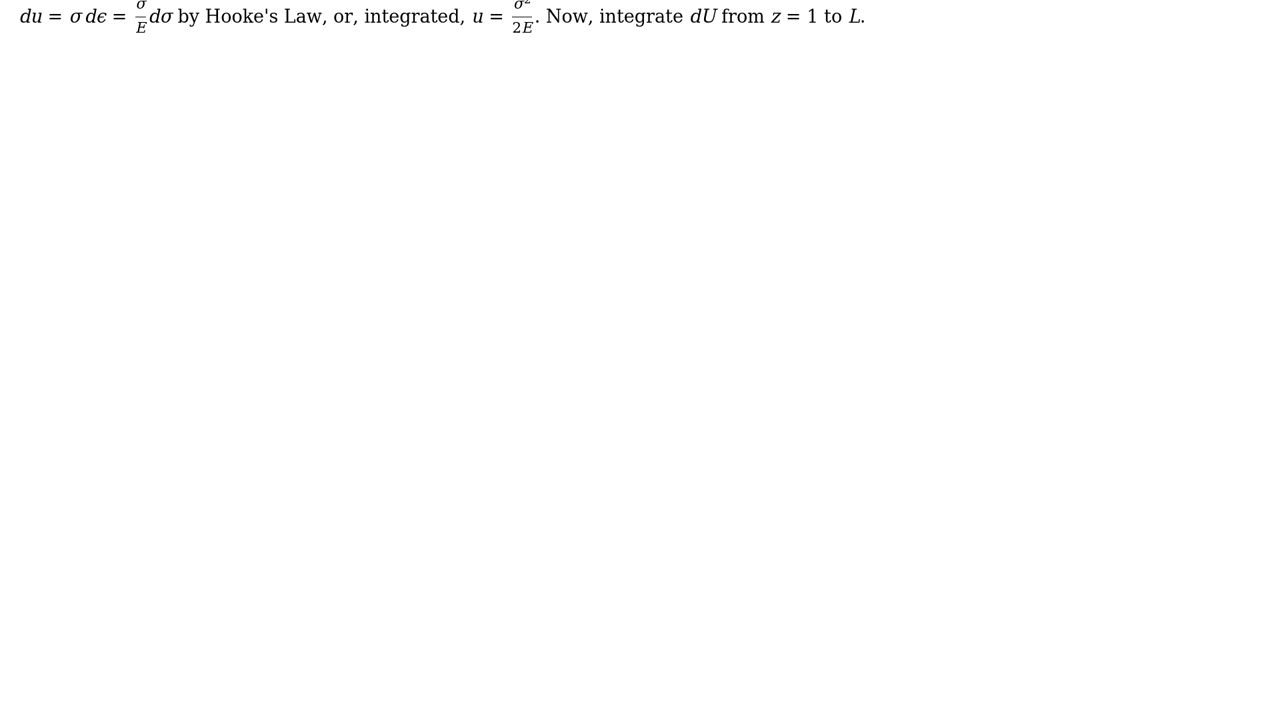 du = σ dϵ = σ/E dσ by Hooke's Law, or, integrated, u = σ²/2E. Now, integrate dU from z = 1 to L.